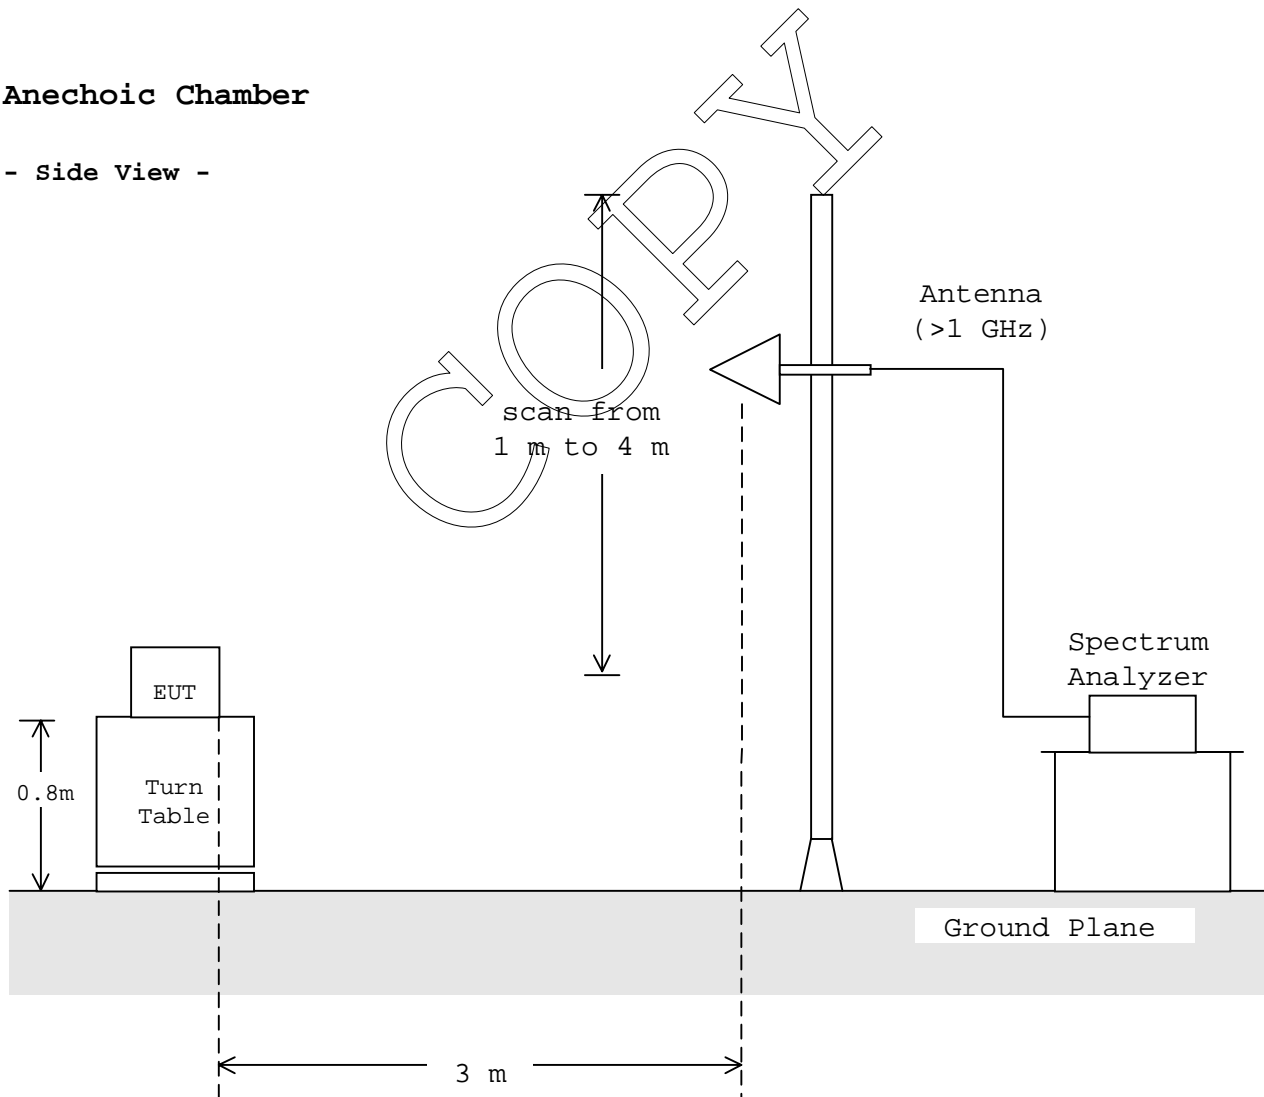 Anechoic Chamber
- Side View -
COPY
Antenna
(>1 GHz)
scan from
1 m to 4 m
Spectrum
Analyzer
EUT
0.8m
Turn
Table
Ground Plane
3 m